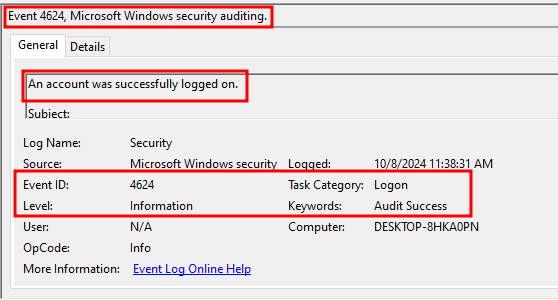 Event 4624, Microsoft Windows security auditing.
General Details
An account was successfully logged on.
Subject:
Log Name: Security
Source: Microsoft Windows security Logged: 10/8/2024 11:38:31 AM
Event ID: 4624 Task Category: Logon
Level: Information Keywords: Audit Success
User: N/A Computer: DESKTOP-8HKA0PN
OpCode: Info
More Information: Event Log Online Help